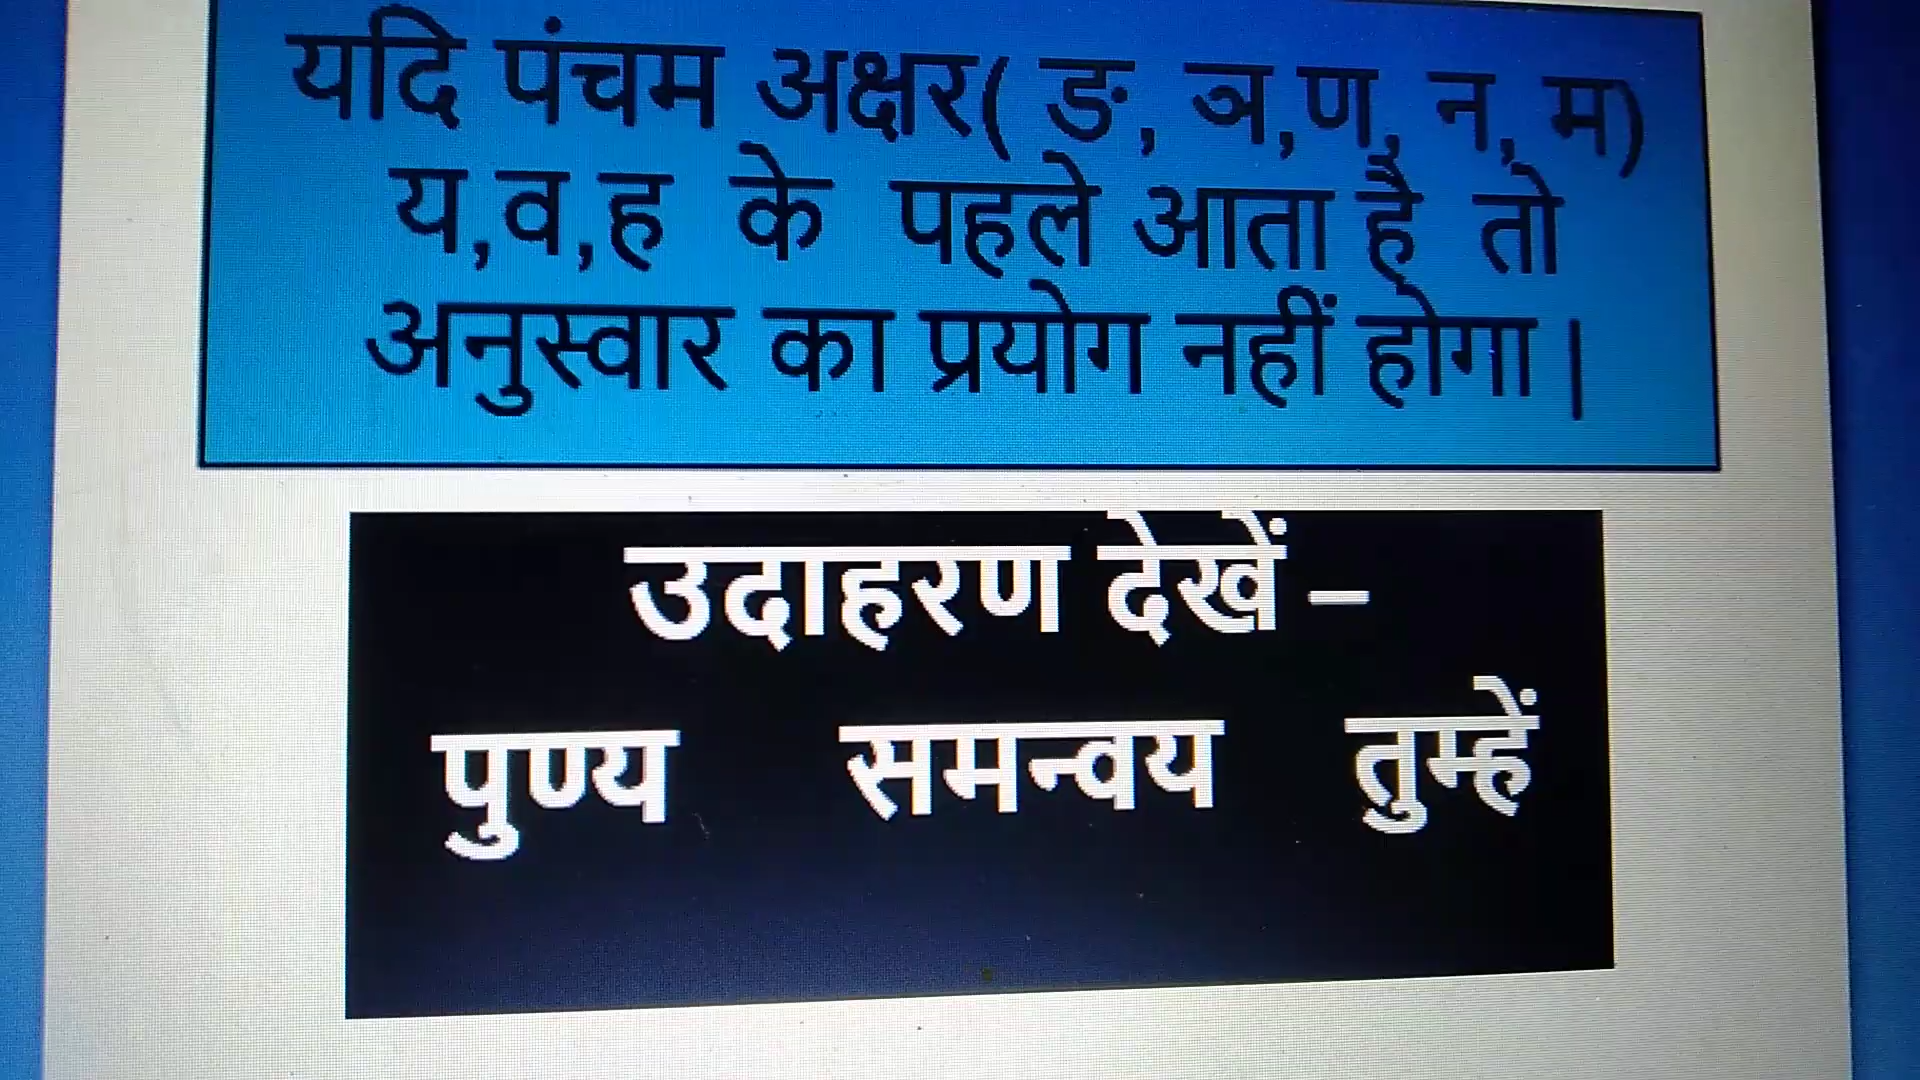 यदि पंचम अक्षर( ङ, ञ,ण, न, म)
य,व,ह के पहले आता है तो
अनुस्वार का प्रयोग नहीं होगा |
उदाहरण देखें –
पुण्य समन्वय तुम्हें